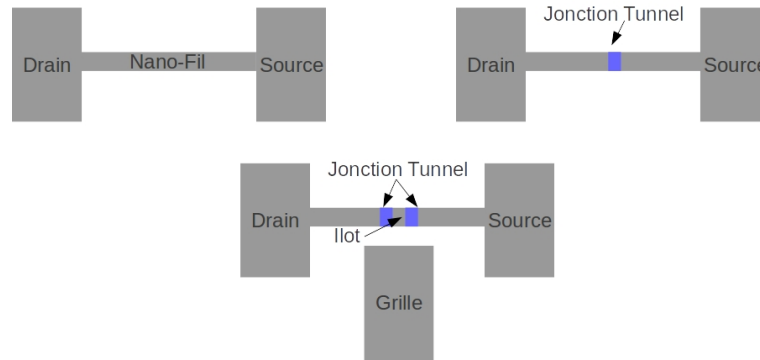 Jonction Tunnel
Drain
Nano-Fil
Source
Drain
Source
Jonction Tunnel
Drain
Source
Ilot
Grille